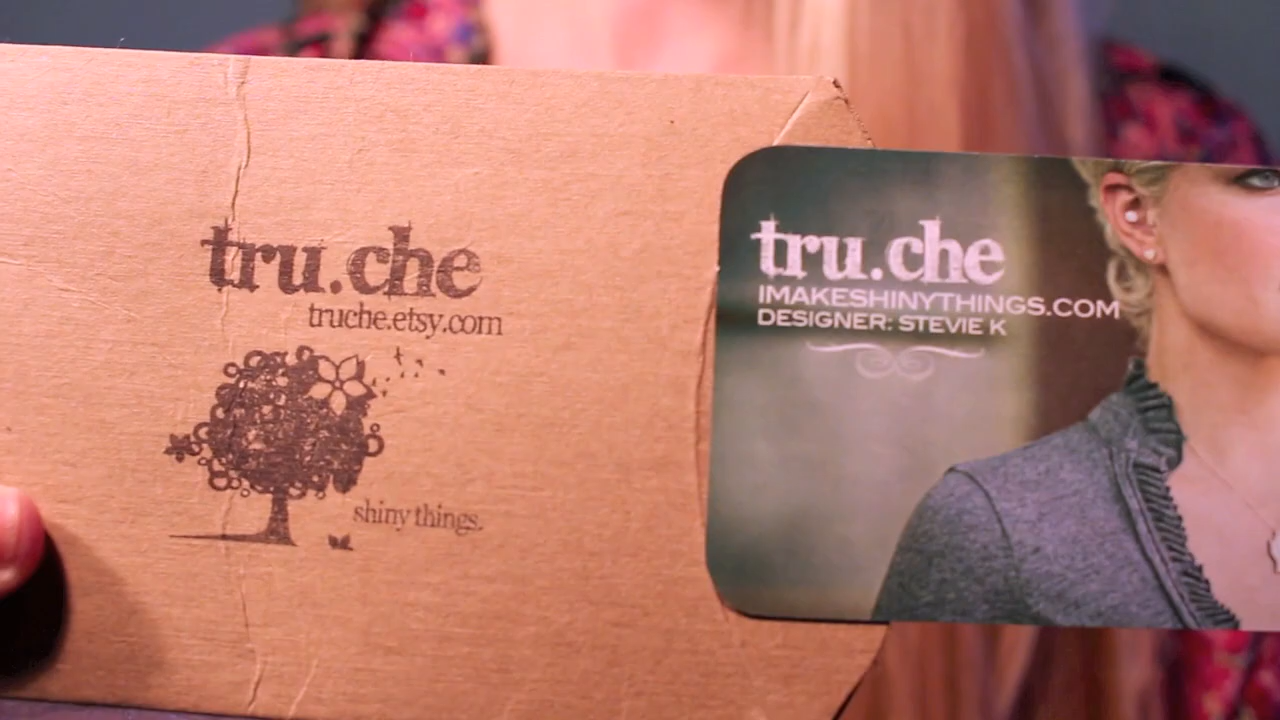 tru.che
truche.etsy.com
shiny things.
tru.che
IMAKESHINYTHINGS.COM
DESIGNER: STEVIE K